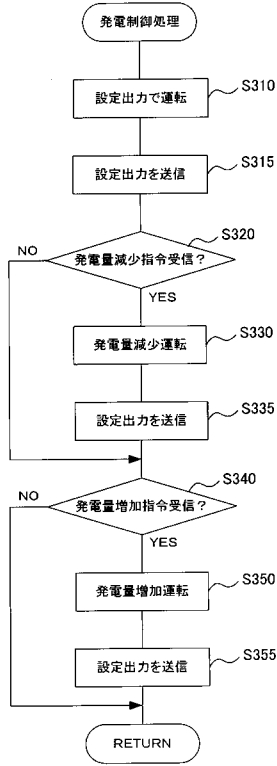 発電制御処理
設定出力で運転
S310
設定出力を送信
S315
発電量減少指令受信？
S320
NO
YES
発電量減少運転
S330
設定出力を送信
S335
発電量増加指令受信？
S340
NO
YES
発電量増加運転
S350
設定出力を送信
S355
RETURN